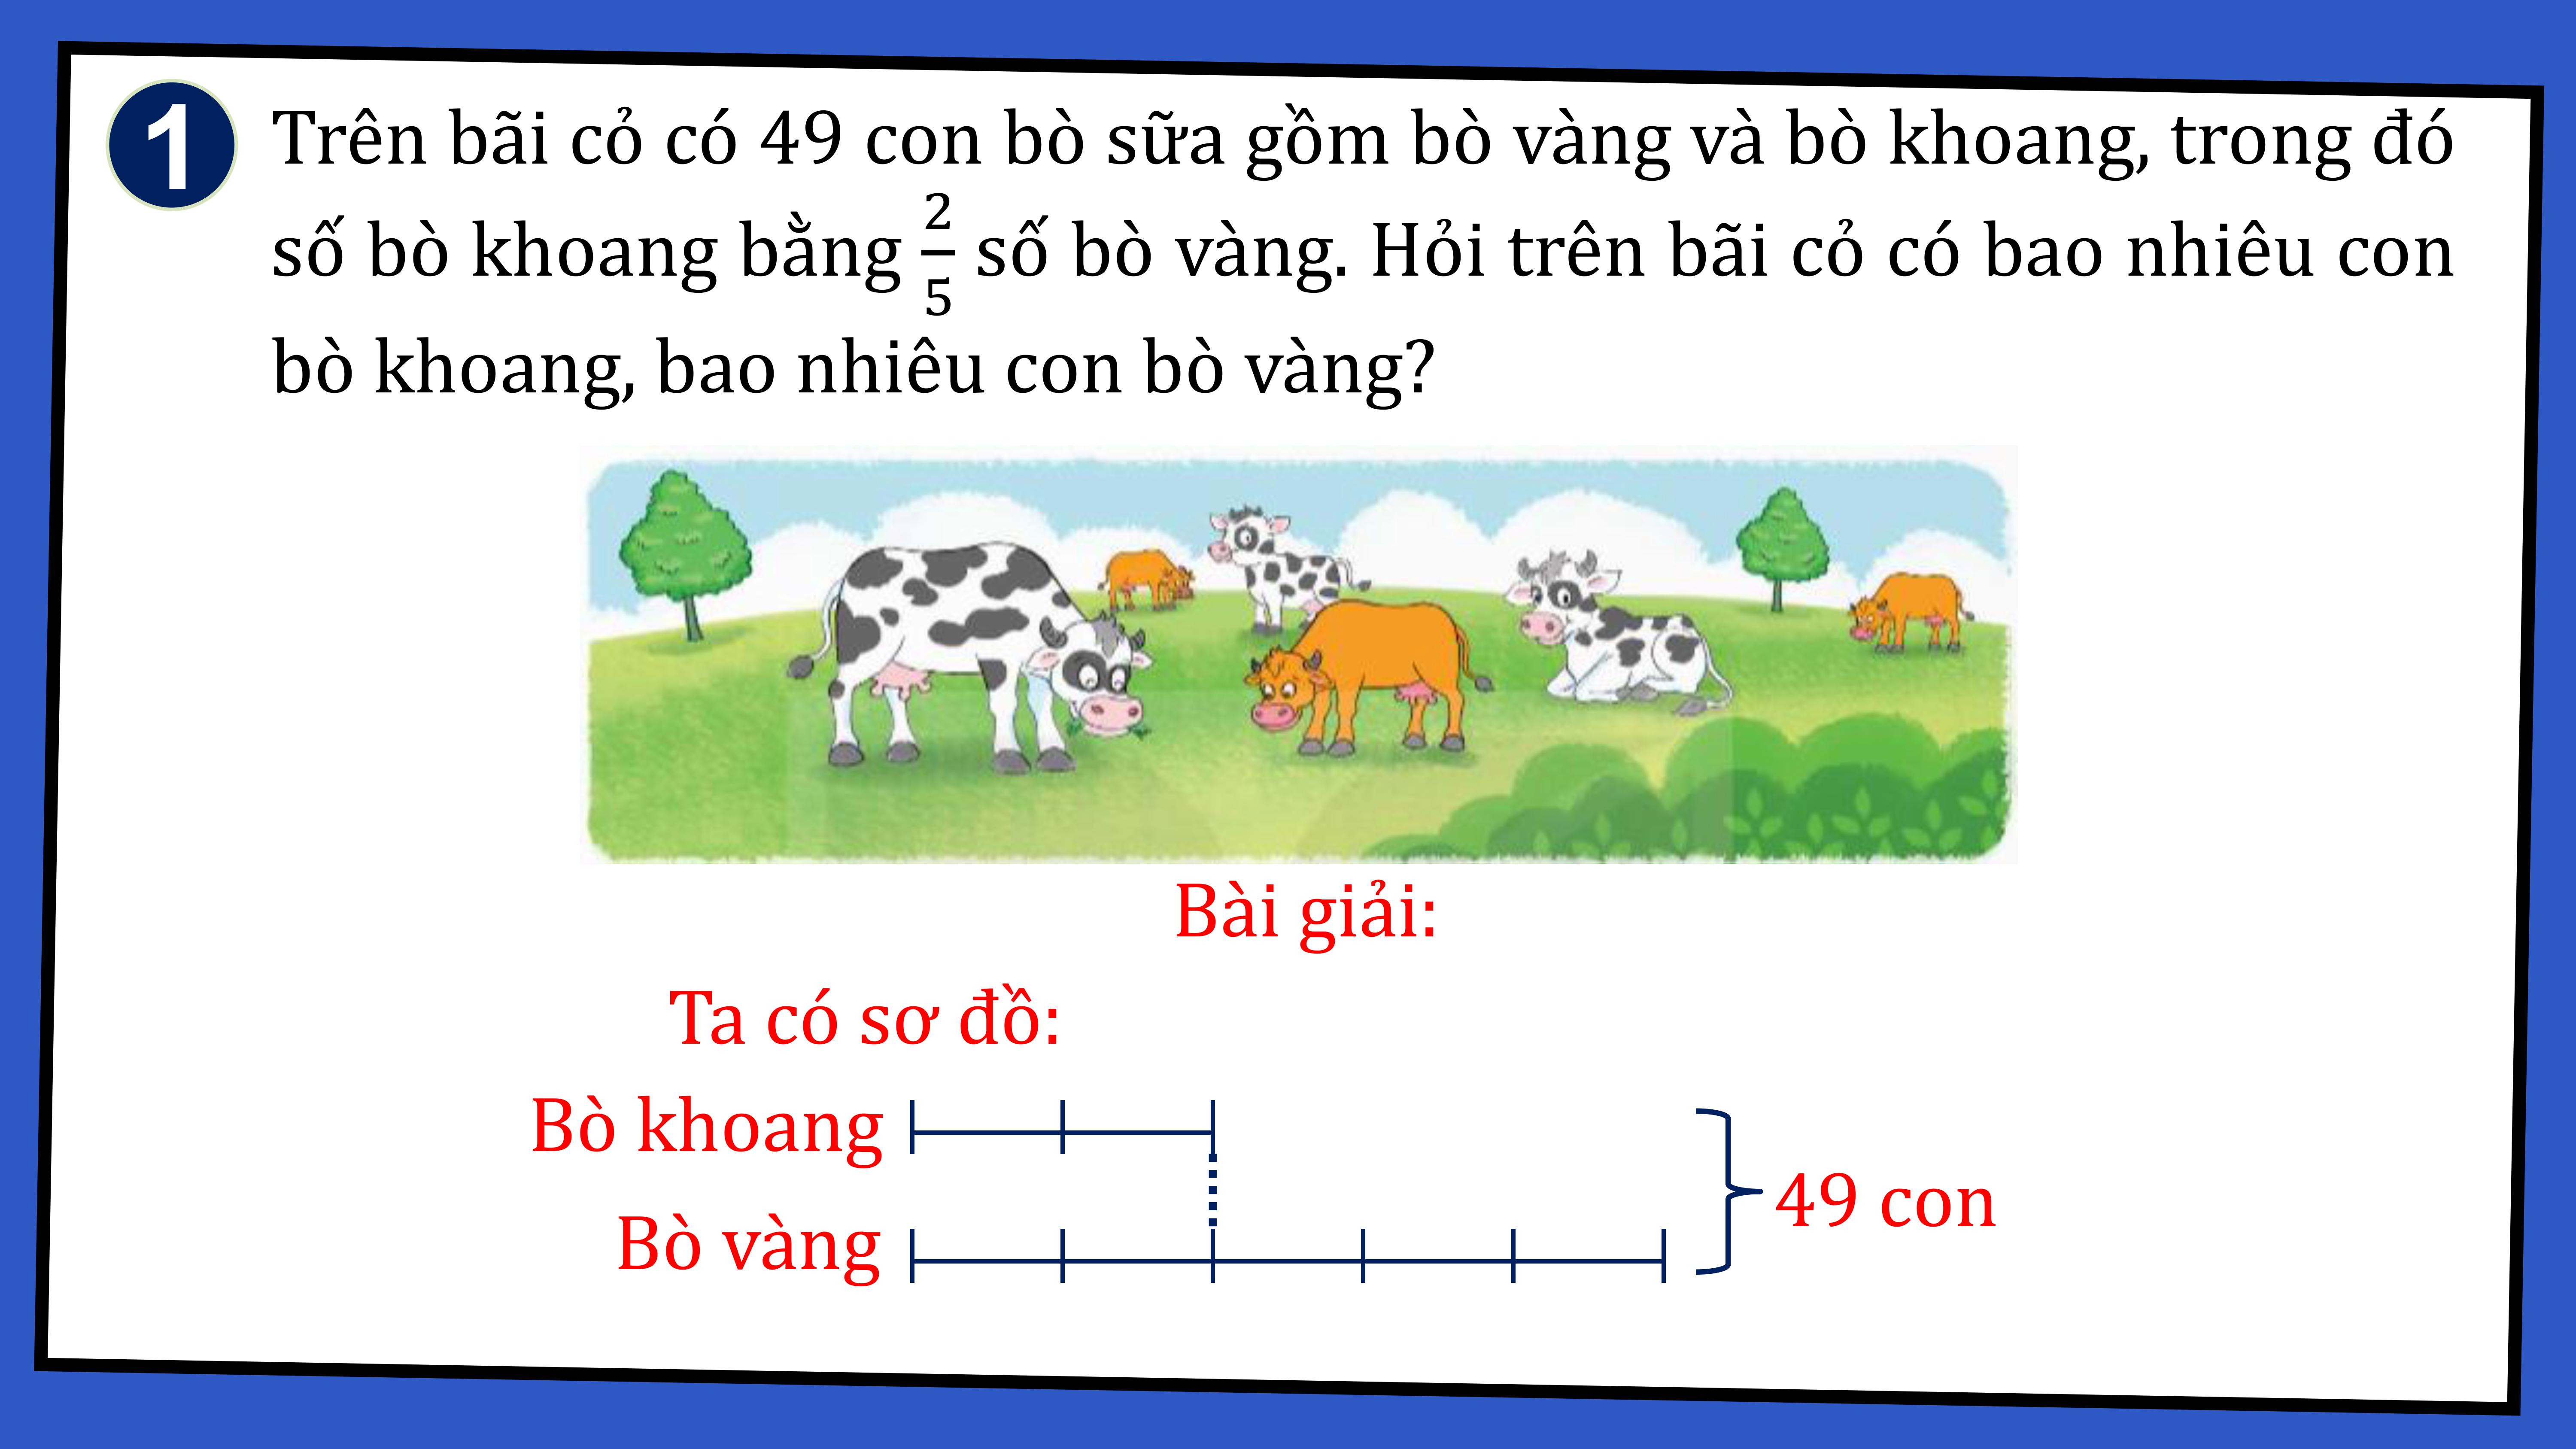 1
Trên bãi cỏ có 49 con bò sữa gồm bò vàng và bò khoang, trong đó
số bò khoang bằng 2/5 số bò vàng. Hỏi trên bãi cỏ có bao nhiêu con
bò khoang, bao nhiêu con bò vàng?
Bài giải:
Ta có sơ đồ:
Bò khoang
49 con
Bò vàng